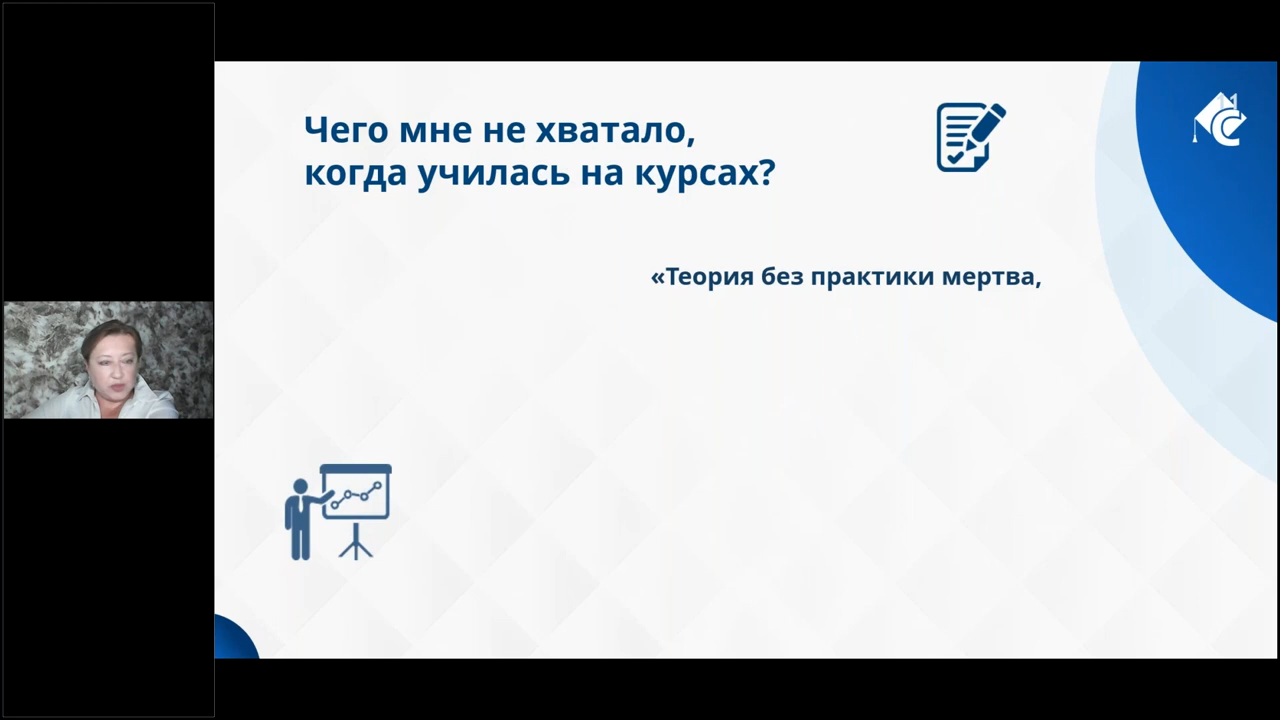 Чего мне не хватало,
когда училась на курсах?
«Теория без практики мертва,